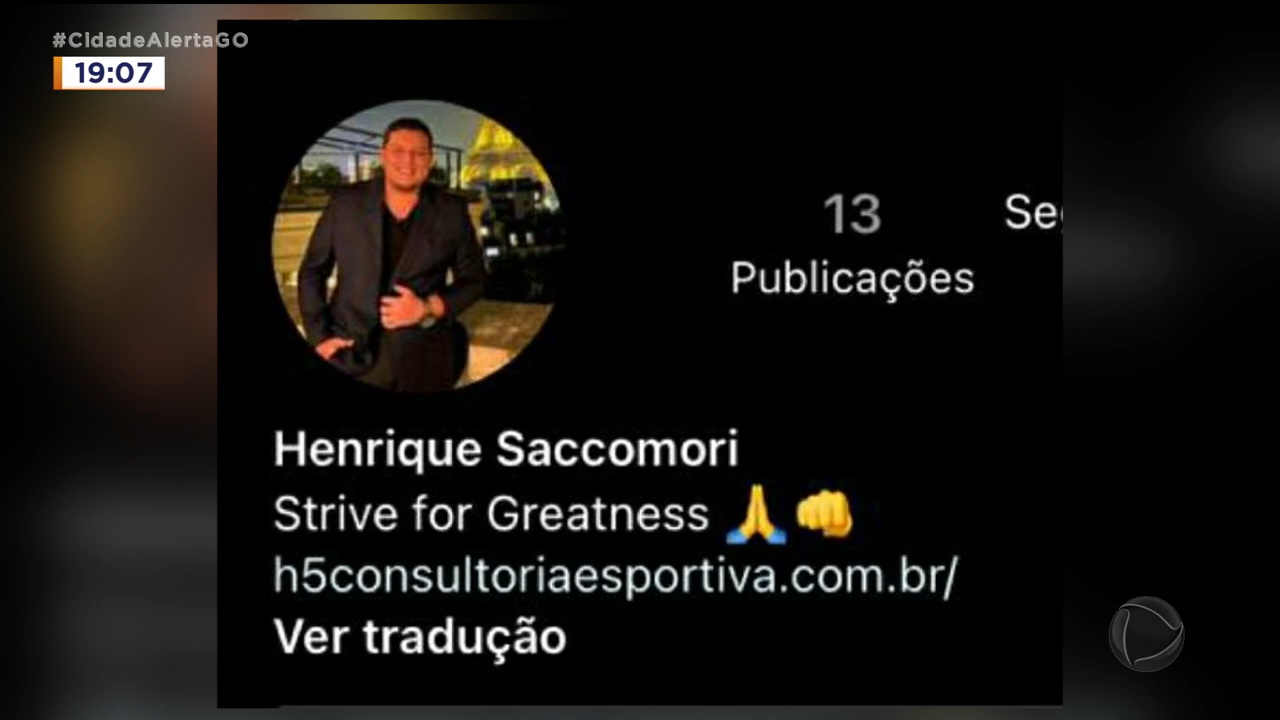 #CidadeAlertaGO
19:07
13
Publicações
Henrique Saccomori
Strive for Greatness 🙏👊
h5consultoriaesportiva.com.br/
Ver tradução